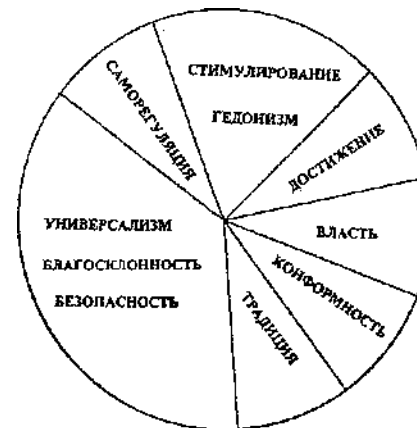 СТИМУЛИРОВАНИЕ
ГЕДОНИЗМ
САМОРЕГУЛЯЦИЯ
ДОСТИЖЕНИЕ
ВЛАСТЬ
КОНФОРМНОСТЬ
ТРАДИЦИЯ
УНИВЕРСАЛИЗМ
БЛАГОСКЛОННОСТЬ
БЕЗОПАСНОСТЬ